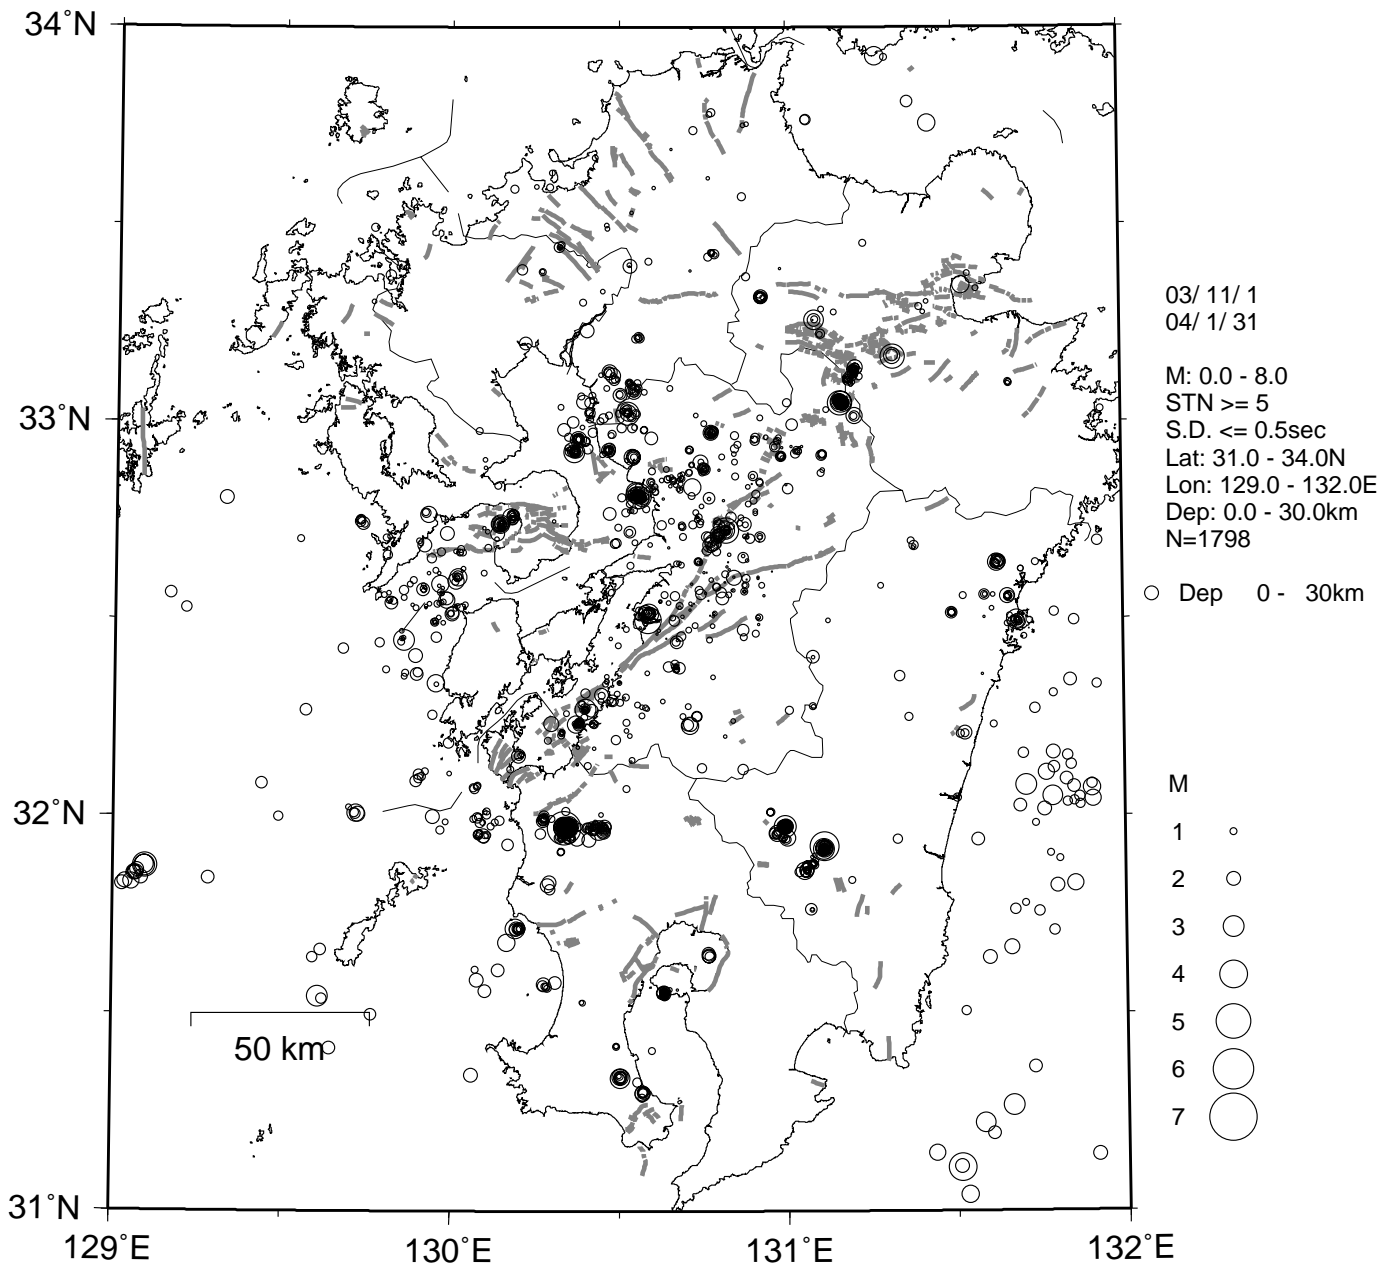 34°N
33°N
32°N
31°N
129°E
130°E
131°E
132°E
50 km
03/ 11/ 1
04/ 1/ 31
M: 0.0 - 8.0
STN >= 5
S.D. <= 0.5sec
Lat: 31.0 - 34.0N
Lon: 129.0 - 132.0E
Dep: 0.0 - 30.0km
N=1798
Dep 0 - 30km
M
1
2
3
4
5
6
7